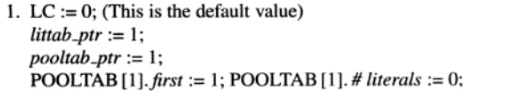 1. LC := 0; (This is the default value)
littab_ptr := 1;
pooltab_ptr := 1;
POOLTAB [1].first := 1; POOLTAB [1]. # literals := 0;